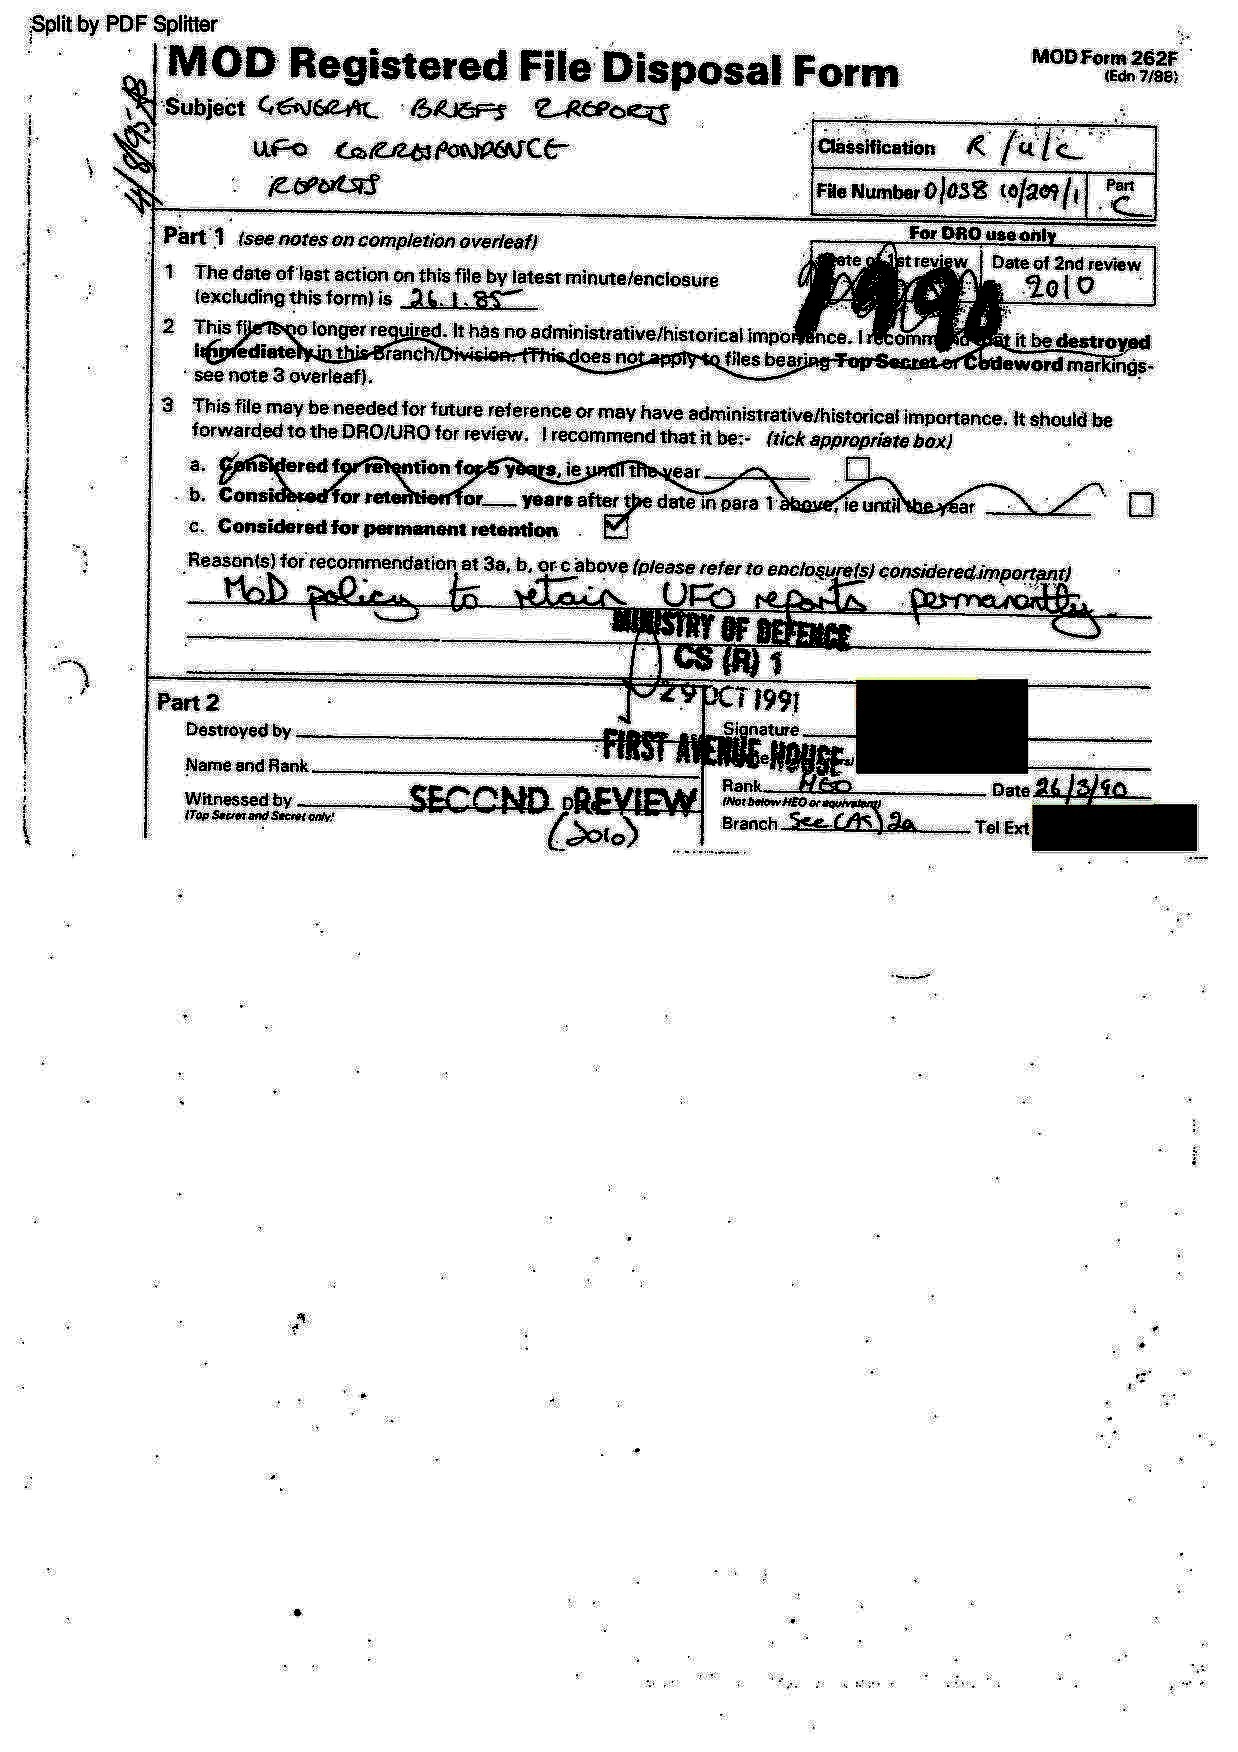 Split by PDF Splitter
MOD Registered File Disposal Form
MOD Form 262F
(Edn 7/88)
Subject GENERAL BRIEFS & REPORTS
UFO CORRESPONDENCE
REPORTS
4/8/95
Classification R/U/C
File Number D/DS8 10/209/1 Part
C
Part 1 (see notes on completion overleaf)
For DRO use only
Date of 1st review Date of 2nd review
1990 2010
1 The date of last action on this file by latest minute/enclosure
(excluding this form) is 26.1.85
2 This file is no longer required. It has no administrative/historical importance. I recommend that it be destroyed
immediately in this Branch/Division. (This does not apply to files bearing Top Secret or Codeword markings-
see note 3 overleaf).
3 This file may be needed for future reference or may have administrative/historical importance. It should be
forwarded to the DRO/URO for review. I recommend that it be:- (tick appropriate box)
a. Considered for retention for 5 years, ie until the year
b. Considered for retention for years after the date in para 1 above, ie until the year
c. Considered for permanent retention
Reason(s) for recommendation at 3a, b, or c above (please refer to enclosure(s) considered important)
MoD policy to retain UFO reports permanantly
MINISTRY OF DEFENCE
CS (R) 1
29 OCT 1991
FIRST AVENUE HOUSE
Part 2
Destroyed by
Signature
Name and Rank
Rank HEO Date 26/3/90
(Not below HEO or equivalent)
Witnessed by
SECOND REVIEW
(Top Secret and Secret only)
(2010)
Branch Sec(AS)2a Tel Ext